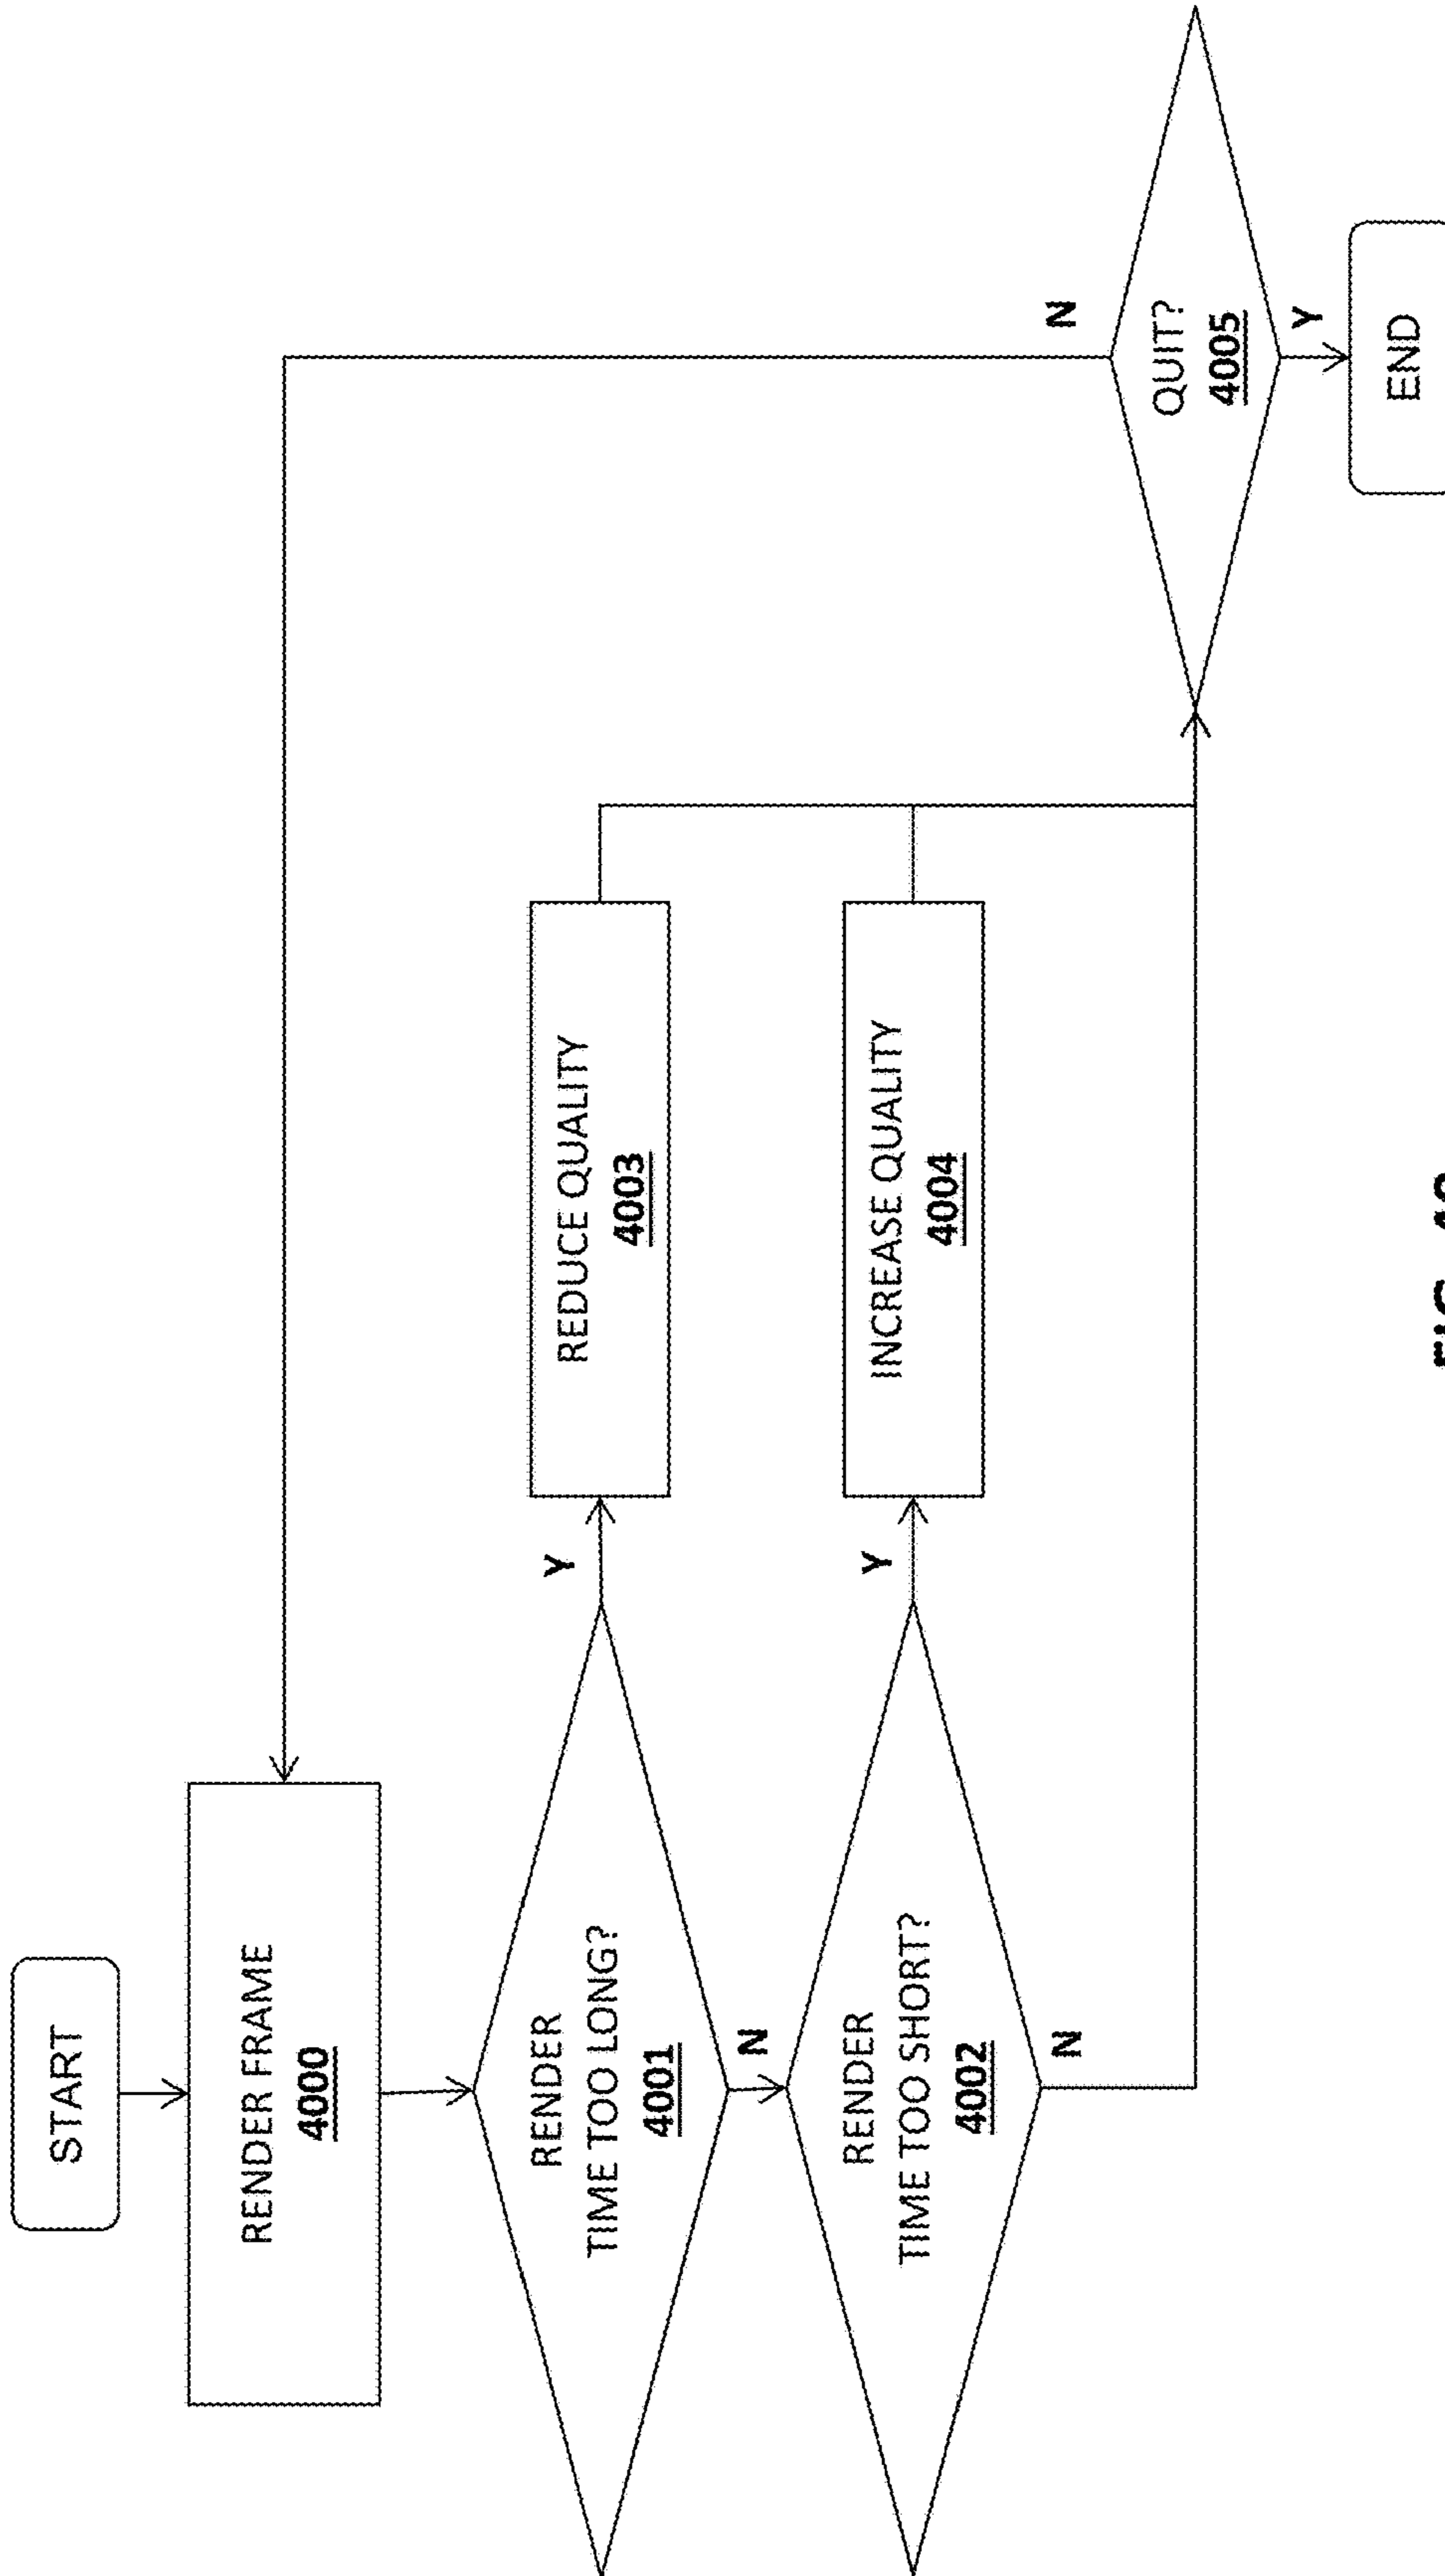 START
RENDER FRAME
4000
RENDER
TIME TOO LONG?
4001
Y
REDUCE QUALITY
4003
N
RENDER
TIME TOO SHORT?
4002
Y
INCREASE QUALITY
4004
N
QUIT?
4005
N
Y
END